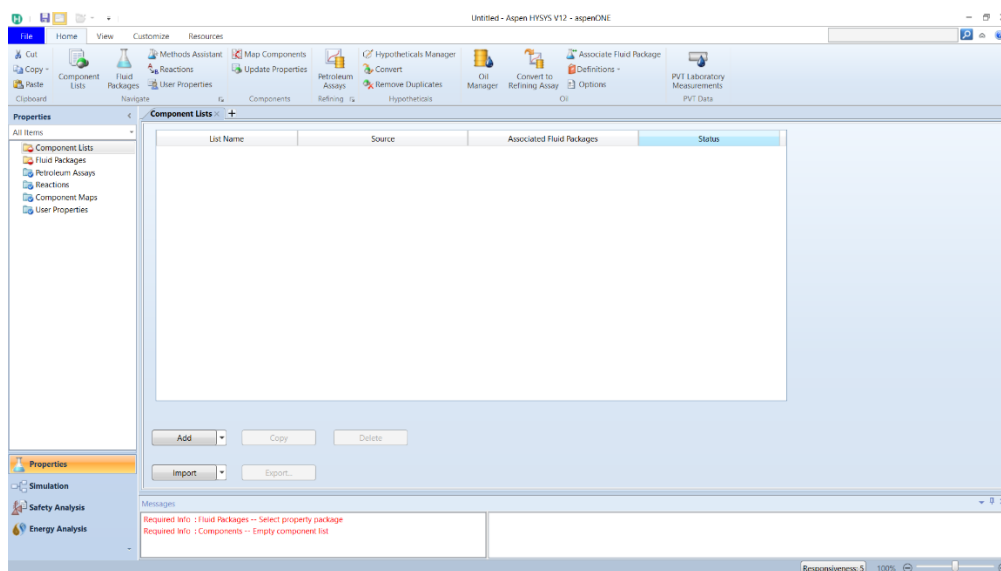 Untitled - Aspen HYSYS V12 - aspenONE
File Home View Customize Resources
Cut
Copy
Paste
Clipboard
Component Lists
Fluid Packages
Methods Assistant
Reactions
User Properties
Navigate
Map Components
Update Properties
Components
Petroleum Assays
Refining
Hypotheticals Manager
Convert
Remove Duplicates
Hypotheticals
Oil Manager
Convert to Refining Assay
Associate Fluid Package
Definitions
Options
Oil
PVT Laboratory Measurements
PVT Data
Properties
All Items
Component Lists
Fluid Packages
Petroleum Assays
Reactions
Component Maps
User Properties
Component Lists
List Name Source Associated Fluid Packages Status
Add Copy Delete
Import Export...
Properties
Simulation
Safety Analysis
Energy Analysis
Messages
Required Info : Fluid Packages -- Select property package
Required Info : Components -- Empty component list
Responsiveness: 5 100%